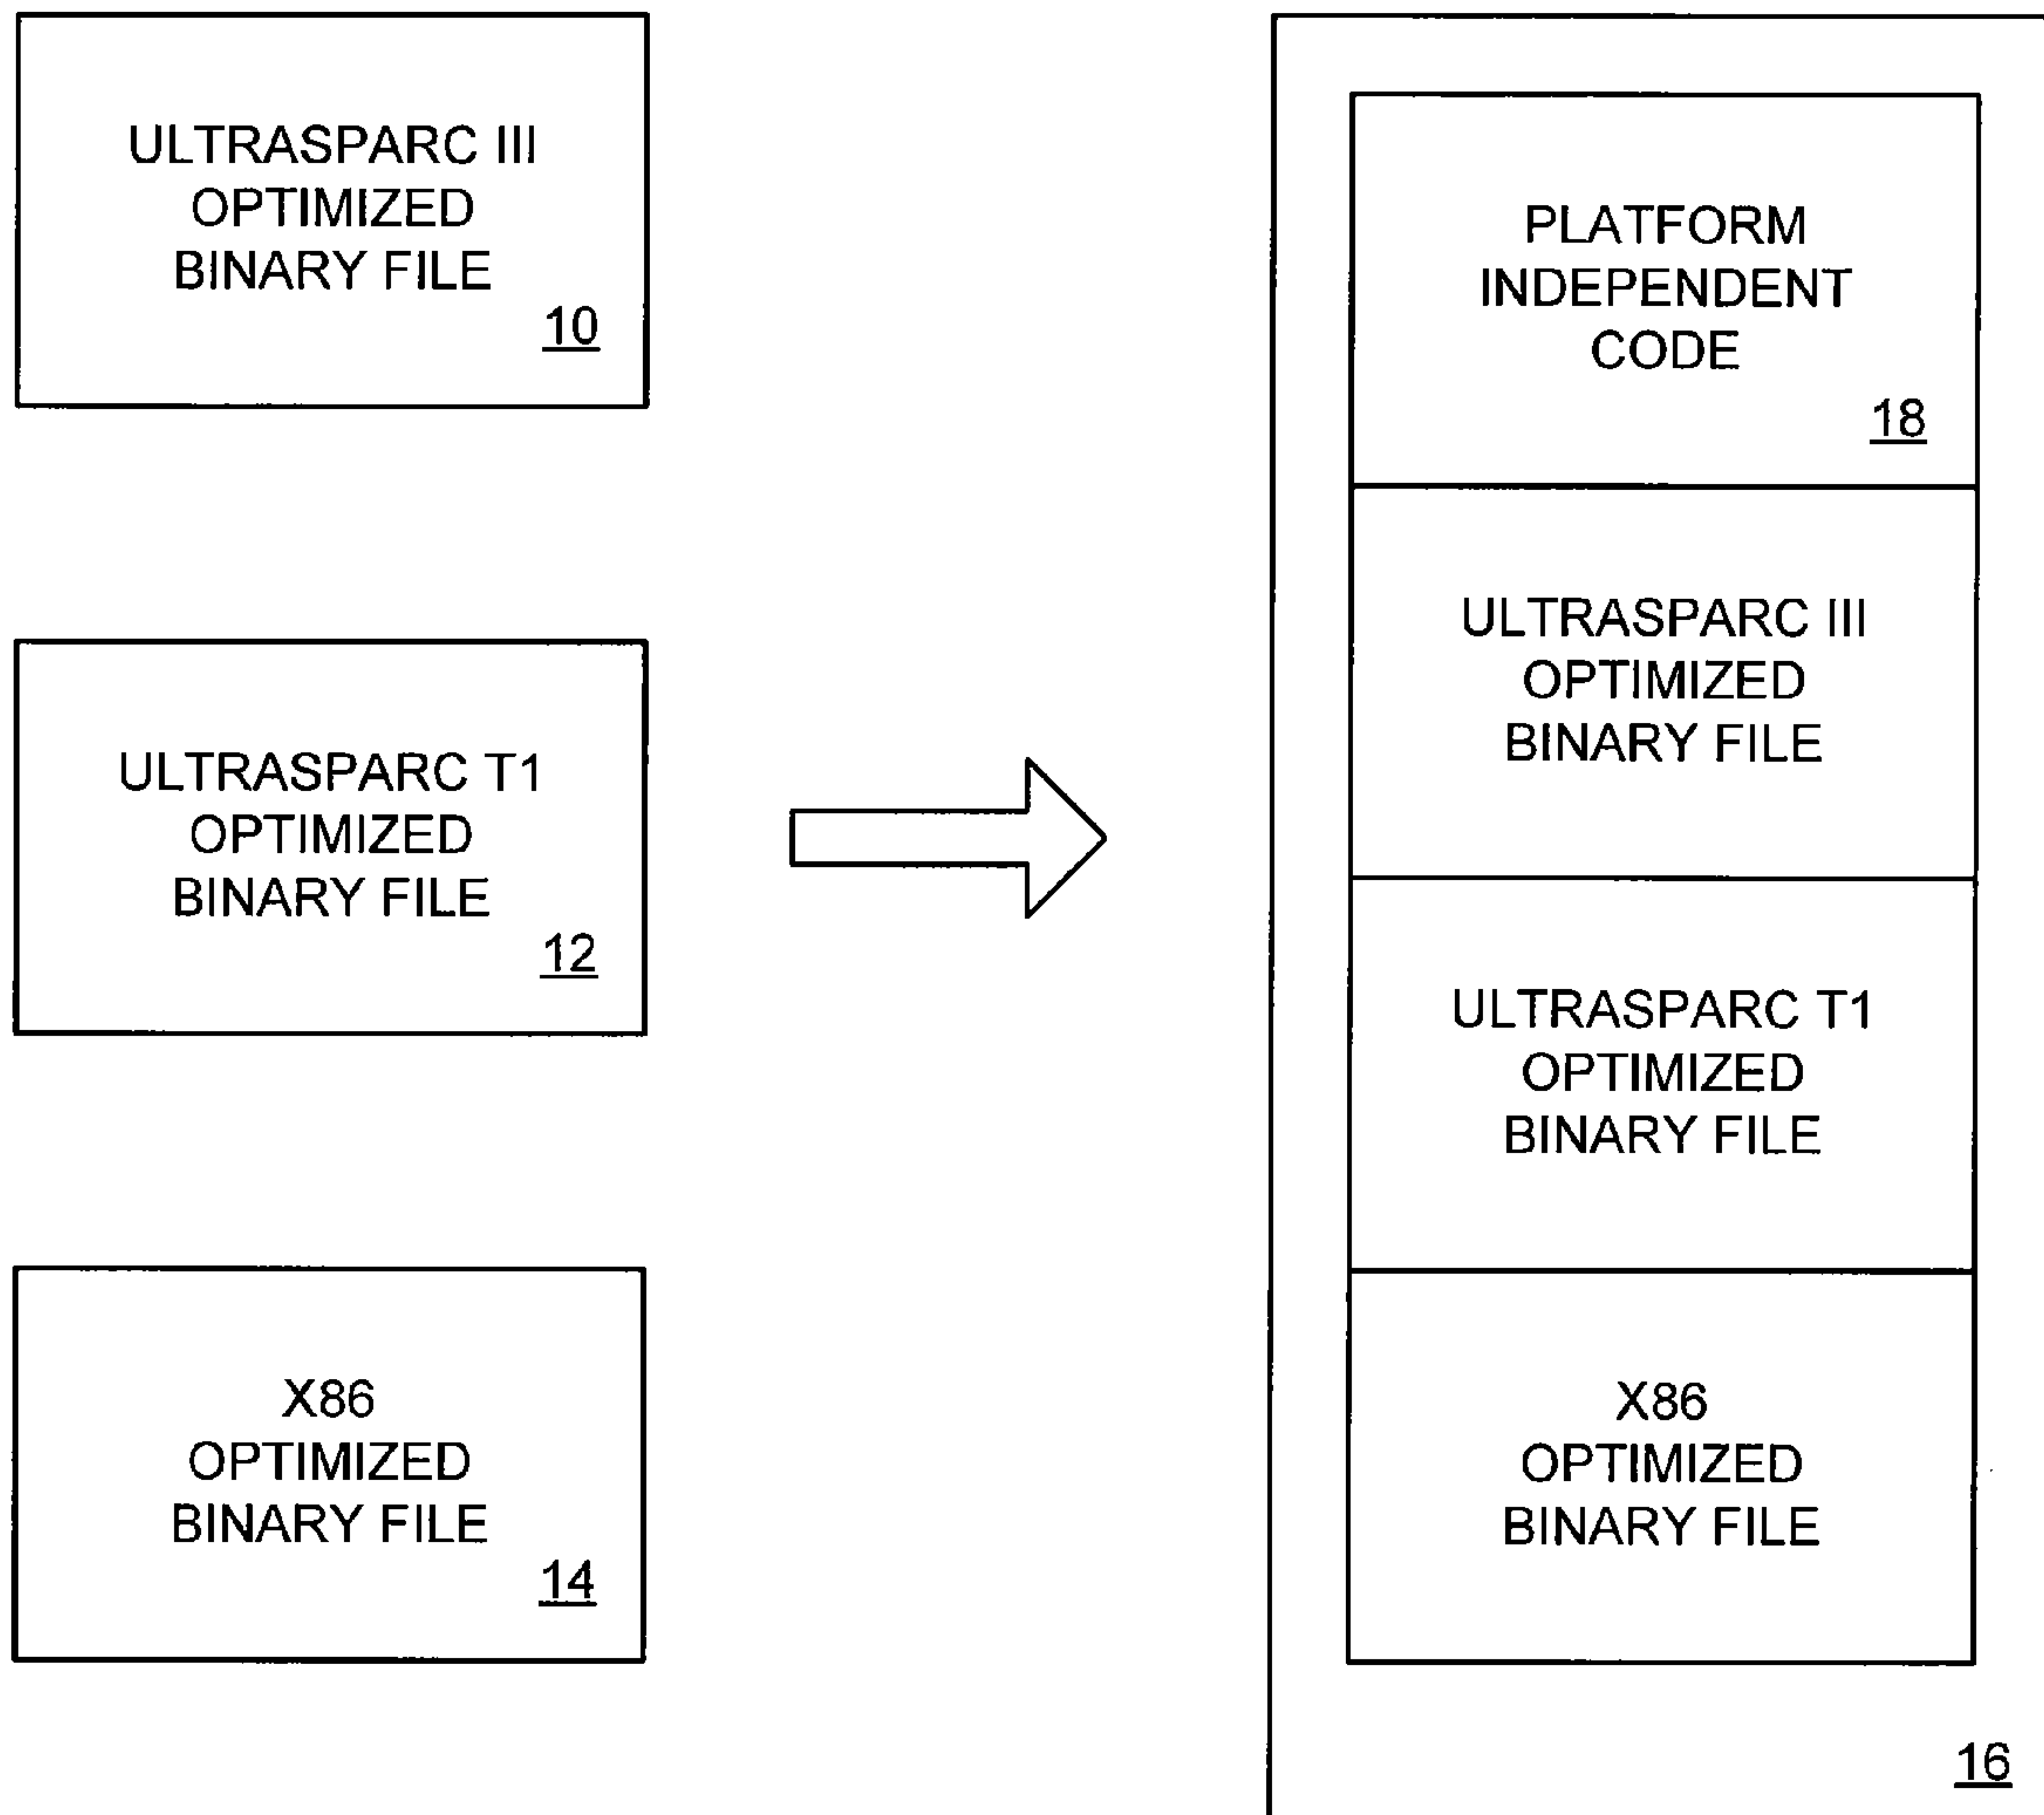 ULTRASPARC III
OPTIMIZED
BINARY FILE
10
ULTRASPARC T1
OPTIMIZED
BINARY FILE
12
X86
OPTIMIZED
BINARY FILE
14
PLATFORM
INDEPENDENT
CODE
18
ULTRASPARC III
OPTIMIZED
BINARY FILE
ULTRASPARC T1
OPTIMIZED
BINARY FILE
X86
OPTIMIZED
BINARY FILE
16